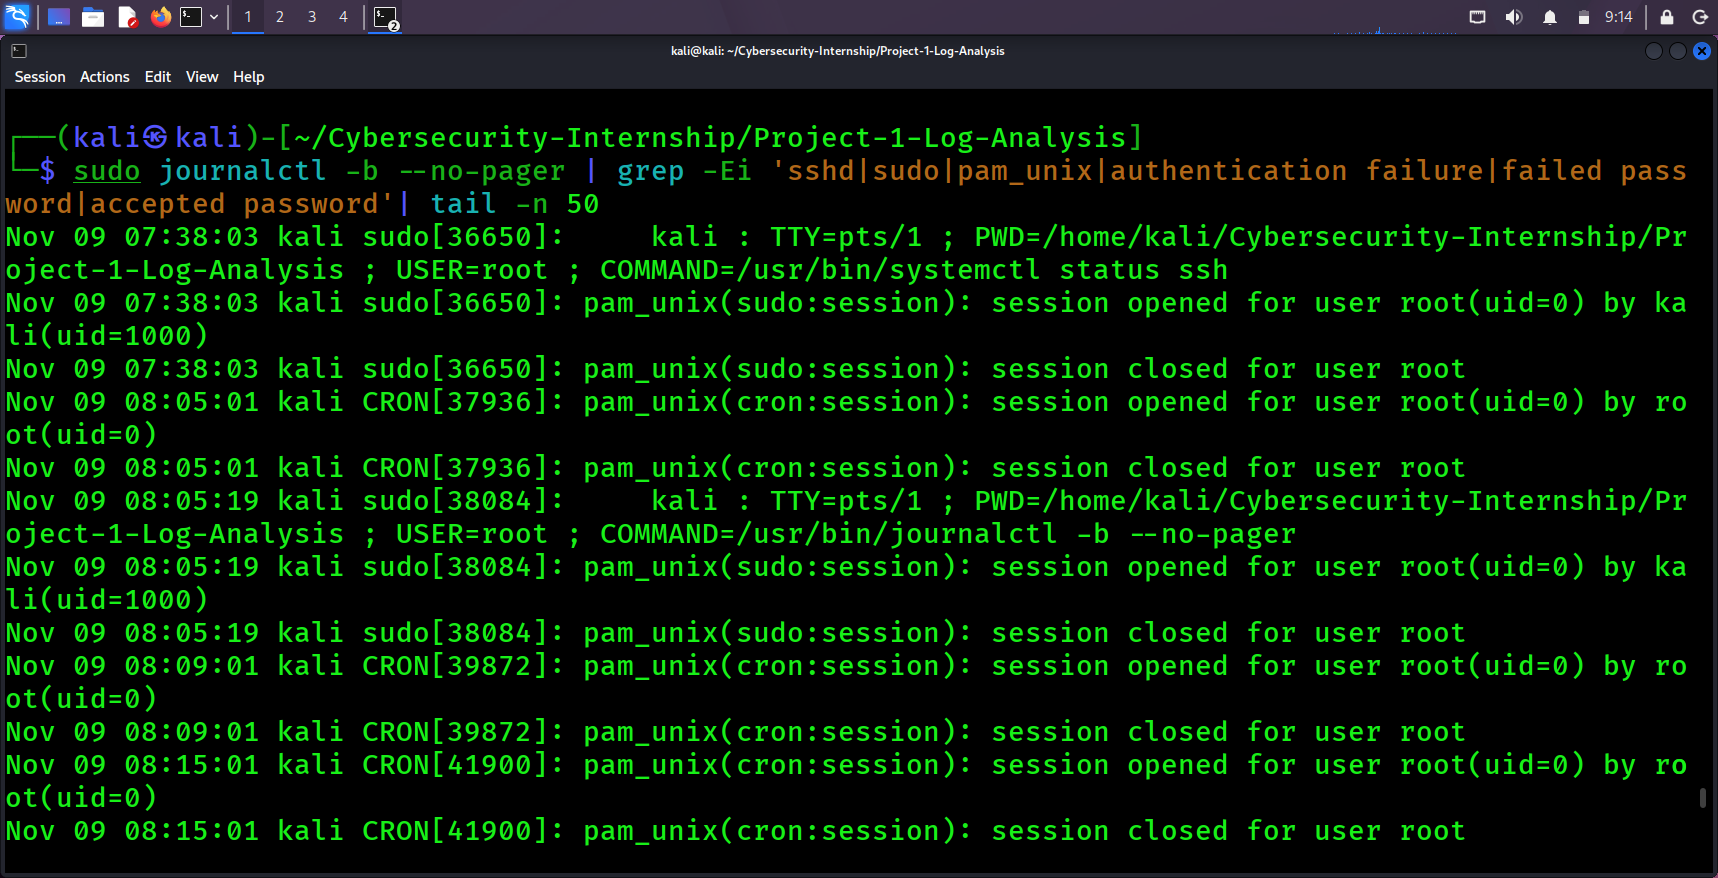 1 2 3 4 2 9:14
kali@kali: ~/Cybersecurity-Internship/Project-1-Log-Analysis
Session Actions Edit View Help
┌──(kali㉿kali)-[~/Cybersecurity-Internship/Project-1-Log-Analysis]
└─$ sudo journalctl -b --no-pager | grep -Ei 'sshd|sudo|pam_unix|authentication failure|failed pass
word|accepted password'| tail -n 50
Nov 09 07:38:03 kali sudo[36650]:     kali : TTY=pts/1 ; PWD=/home/kali/Cybersecurity-Internship/Pr
oject-1-Log-Analysis ; USER=root ; COMMAND=/usr/bin/systemctl status ssh
Nov 09 07:38:03 kali sudo[36650]: pam_unix(sudo:session): session opened for user root(uid=0) by ka
li(uid=1000)
Nov 09 07:38:03 kali sudo[36650]: pam_unix(sudo:session): session closed for user root
Nov 09 08:05:01 kali CRON[37936]: pam_unix(cron:session): session opened for user root(uid=0) by ro
ot(uid=0)
Nov 09 08:05:01 kali CRON[37936]: pam_unix(cron:session): session closed for user root
Nov 09 08:05:19 kali sudo[38084]:     kali : TTY=pts/1 ; PWD=/home/kali/Cybersecurity-Internship/Pr
oject-1-Log-Analysis ; USER=root ; COMMAND=/usr/bin/journalctl -b --no-pager
Nov 09 08:05:19 kali sudo[38084]: pam_unix(sudo:session): session opened for user root(uid=0) by ka
li(uid=1000)
Nov 09 08:05:19 kali sudo[38084]: pam_unix(sudo:session): session closed for user root
Nov 09 08:09:01 kali CRON[39872]: pam_unix(cron:session): session opened for user root(uid=0) by ro
ot(uid=0)
Nov 09 08:09:01 kali CRON[39872]: pam_unix(cron:session): session closed for user root
Nov 09 08:15:01 kali CRON[41900]: pam_unix(cron:session): session opened for user root(uid=0) by ro
ot(uid=0)
Nov 09 08:15:01 kali CRON[41900]: pam_unix(cron:session): session closed for user root